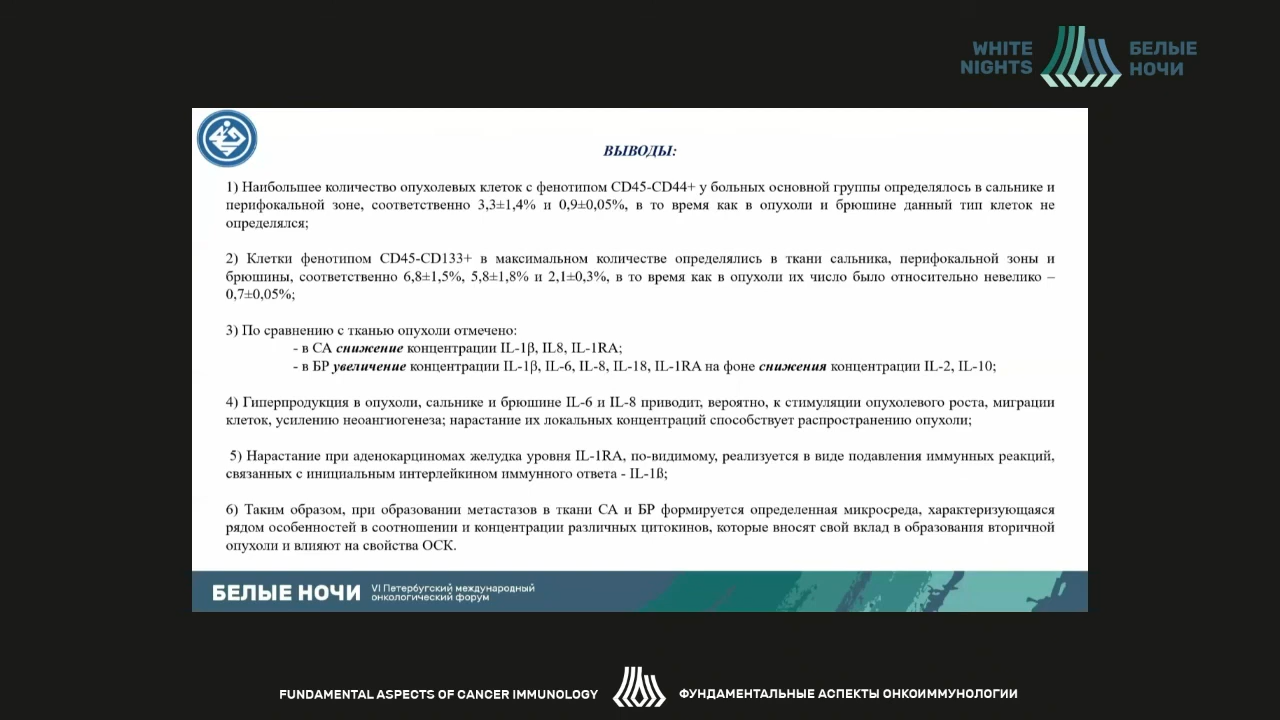 WHITE
NIGHTS
БЕЛЫЕ
НОЧИ
ВЫВОДЫ:
1) Наибольшее количество опухолевых клеток с фенотипом CD45-CD44+ у больных основной группы определялось в сальнике и
перифокальной зоне, соответственно 3,3±1,4% и 0,9±0,05%, в то время как в опухоли и брюшине данный тип клеток не
определялся;
2) Клетки фенотипом CD45-CD133+ в максимальном количестве определялись в ткани сальника, перифокальной зоны и
брюшины, соответственно 6,8±1,5%, 5,8±1,8% и 2,1±0,3%, в то время как в опухоли их число было относительно невелико –
0,7±0,05%;
3) По сравнению с тканью опухоли отмечено:
- в СА снижение концентрации IL-1β, IL8, IL-1RA;
- в БР увеличение концентрации IL-1β, IL-6, IL-8, IL-18, IL-1RA на фоне снижения концентрации IL-2, IL-10;
4) Гиперпродукция в опухоли, сальнике и брюшине IL-6 и IL-8 приводит, вероятно, к стимуляции опухолевого роста, миграции
клеток, усилению неоангиогенеза; нарастание их локальных концентраций способствует распространению опухоли;
5) Нарастание при аденокарциномах желудка уровня IL-1RA, по-видимому, реализуется в виде подавления иммунных реакций,
связанных с инициальным интерлейкином иммунного ответа - IL-1ß;
6) Таким образом, при образовании метастазов в ткани СА и БР формируется определенная микросреда, характеризующаяся
рядом особенностей в соотношении и концентрации различных цитокинов, которые вносят свой вклад в образования вторичной
опухоли и влияют на свойства ОСК.
БЕЛЫЕ НОЧИ
VI Петербугский международный
онкологический форум
FUNDAMENTAL ASPECTS OF CANCER IMMUNOLOGY
ФУНДАМЕНТАЛЬНЫЕ АСПЕКТЫ ОНКОИММУНОЛОГИИ